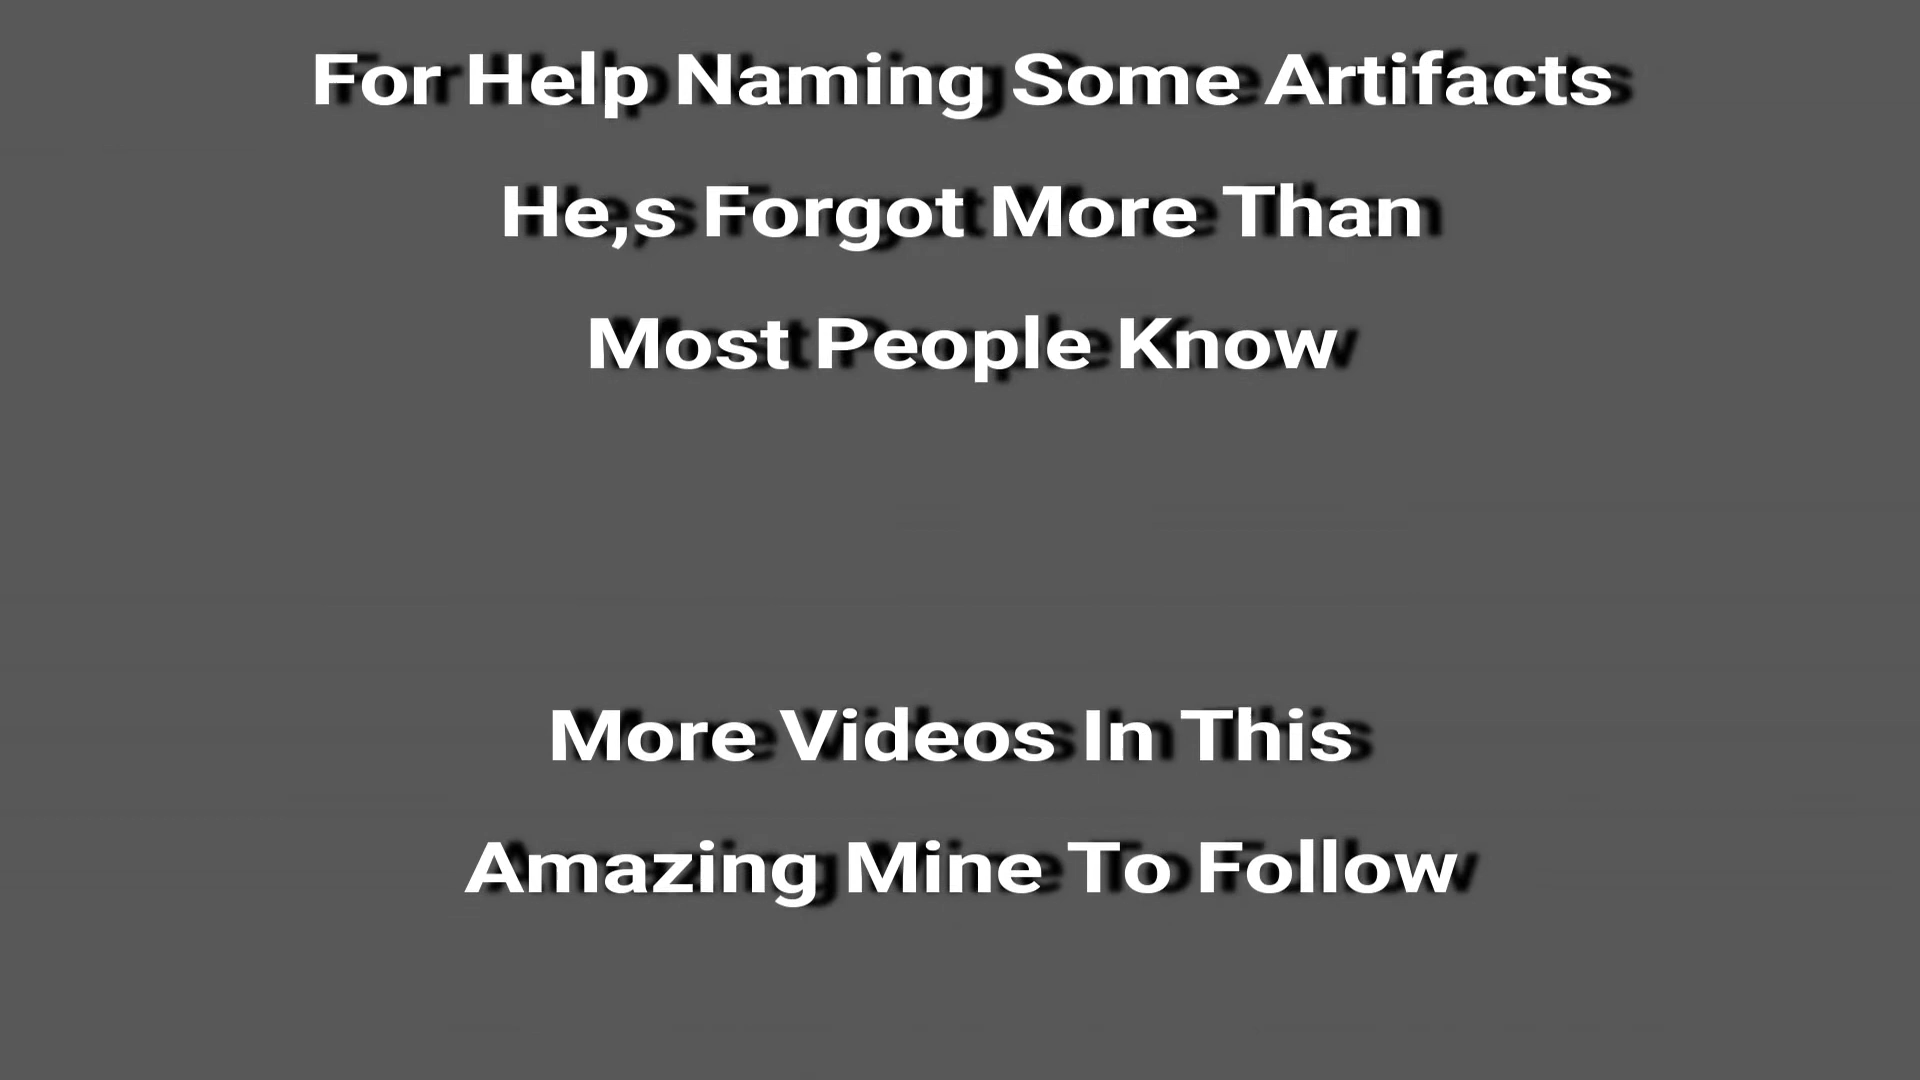 For Help Naming Some Artifacts
He,s Forgot More Than
Most People Know
More Videos In This
Amazing Mine To Follow